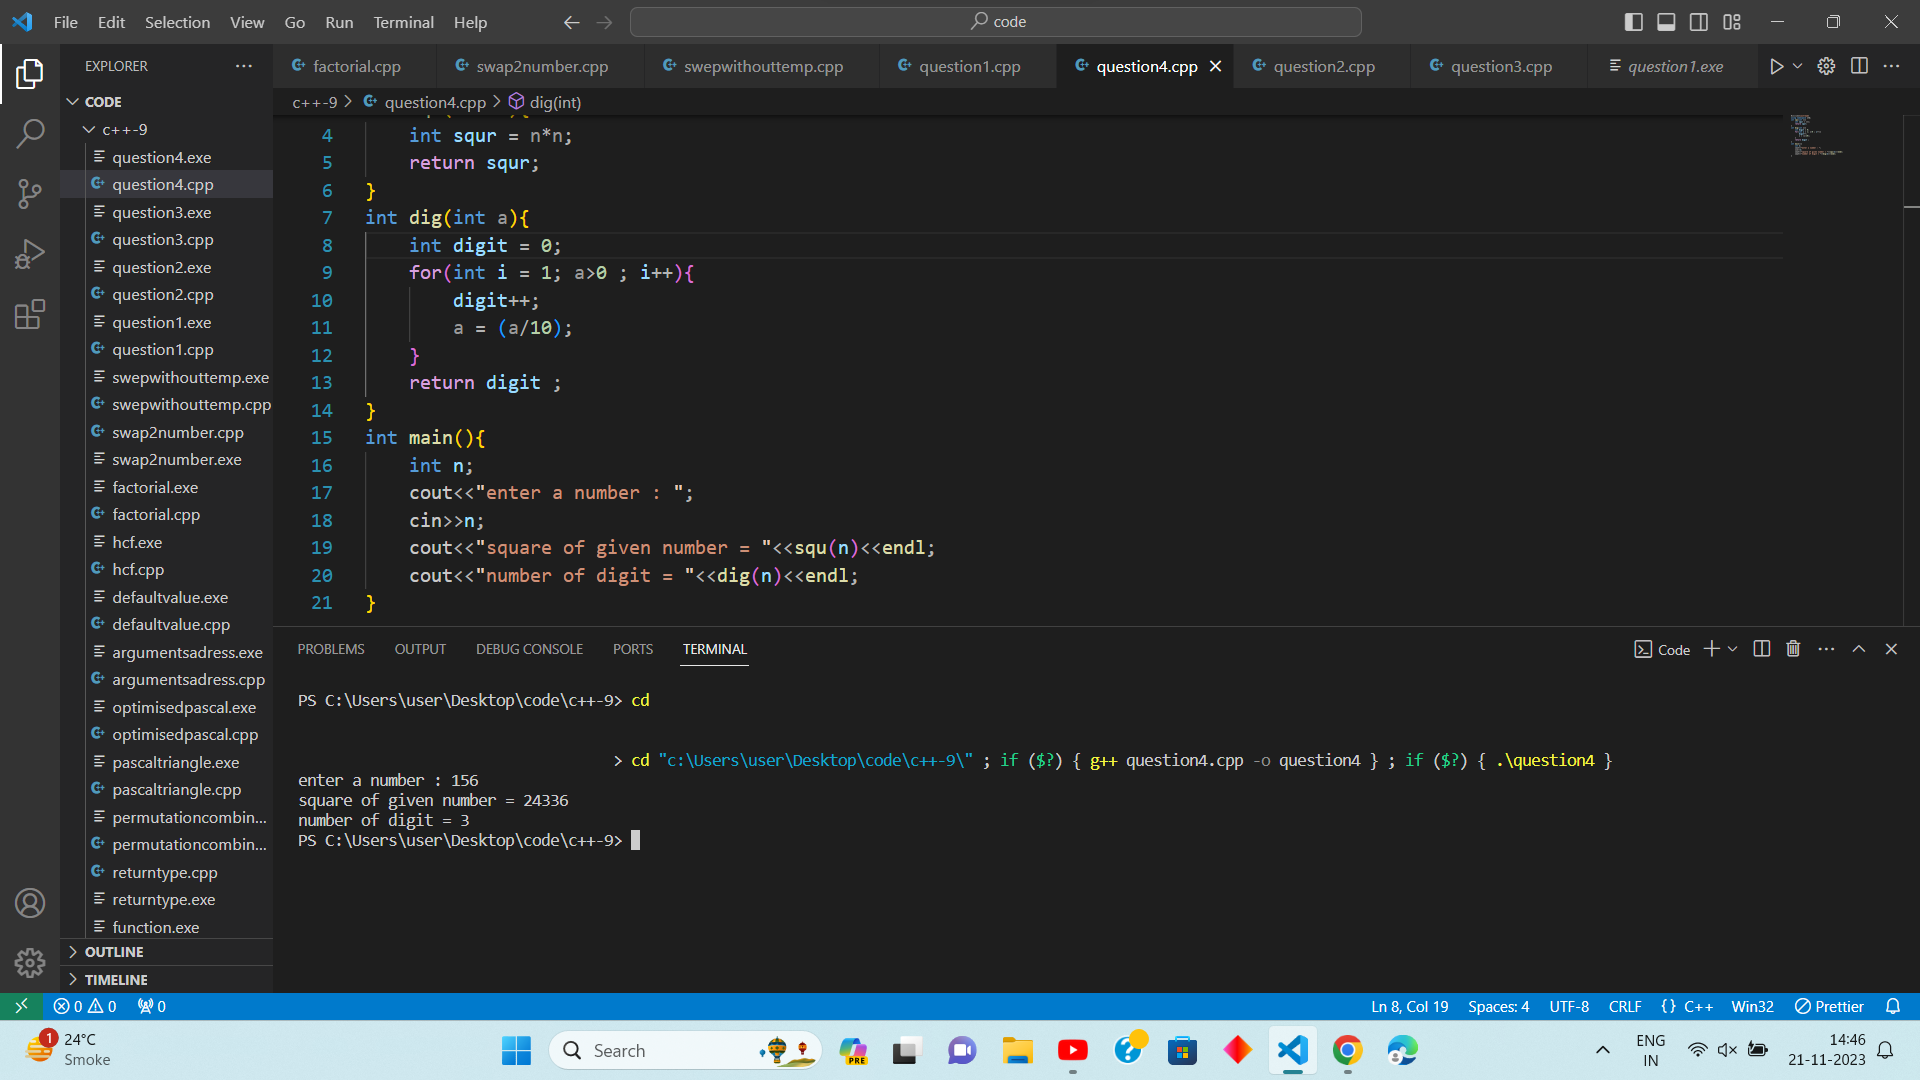 File Edit Selection View Go Run Terminal Help
code
EXPLORER
factorial.cpp
swap2number.cpp
swepwithouttemp.cpp
question1.cpp
question4.cpp
question2.cpp
question3.cpp
question1.exe
c++-9 > question4.cpp > dig(int)
CODE
c++-9
question4.exe
question4.cpp
question3.exe
question3.cpp
question2.exe
question2.cpp
question1.exe
question1.cpp
swepwithouttemp.exe
swepwithouttemp.cpp
swap2number.cpp
swap2number.exe
factorial.exe
factorial.cpp
hcf.exe
hcf.cpp
defaultvalue.exe
defaultvalue.cpp
argumentsadress.exe
argumentsadress.cpp
optimisedpascal.exe
optimisedpascal.cpp
pascaltriangle.exe
pascaltriangle.cpp
permutationcombin...
permutationcombin...
returntype.cpp
returntype.exe
function.exe
OUTLINE
TIMELINE
4 int squr = n*n;
5 return squr;
6 }
7 int dig(int a){
8 int digit = 0;
9 for(int i = 1; a>0 ; i++){
10 digit++;
11 a = (a/10);
12 }
13 return digit ;
14 }
15 int main(){
16 int n;
17 cout<<"enter a number : ";
18 cin>>n;
19 cout<<"square of given number = "<<squ(n)<<endl;
20 cout<<"number of digit = "<<dig(n)<<endl;
21 }
PROBLEMS OUTPUT DEBUG CONSOLE PORTS TERMINAL
Code
PS C:\Users\user\Desktop\code\c++-9> cd
> cd "c:\Users\user\Desktop\code\c++-9\" ; if ($?) { g++ question4.cpp -o question4 } ; if ($?) { .\question4 }
enter a number : 156
square of given number = 24336
number of digit = 3
PS C:\Users\user\Desktop\code\c++-9>
0 0 0
Ln 8, Col 19 Spaces: 4 UTF-8 CRLF {} C++ Win32 Prettier
1
24°C
Smoke
Search
PRE
ENG
IN
14:46
21-11-2023